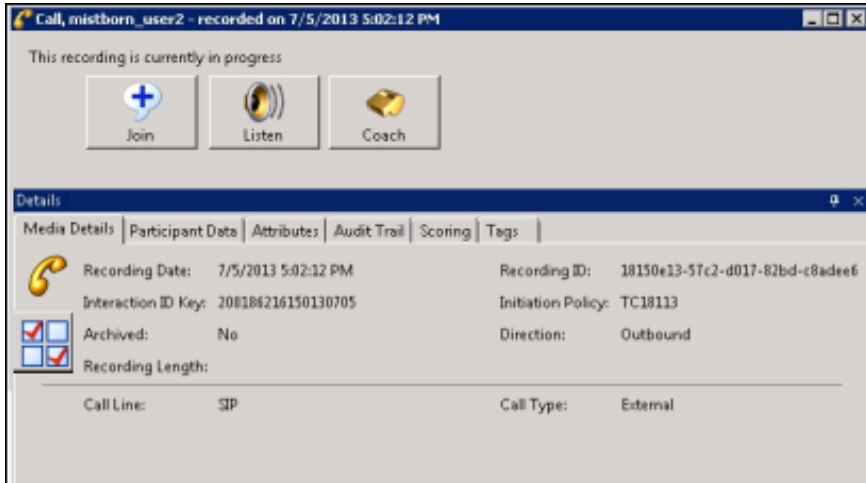 Call, mistborn_user2 - recorded on 7/5/2013 5:02:12 PM
This recording is currently in progress
Join Listen Coach
Details
Media Details Participant Data Attributes Audit Trail Scoring Tags
Recording Date: 7/5/2013 5:02:12 PM Recording ID: 18150e13-57c2-d017-82bd-c8adee6
Interaction ID Key: 200186216150130705 Initiation Policy: TC18113
Archived: No Direction: Outbound
Recording Length:
Call Line: SIP Call Type: External